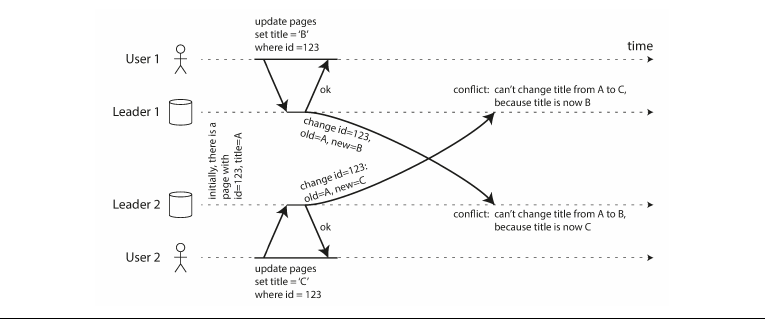 update pages
set title = ‘B’
where id =123
time
User 1
ok
conflict: can’t change title from A to C,
because title is now B
Leader 1
change id=123,
old=A, new=B
initially, there is a
page with
id=123, title=A
change id=123:
old=A, new=C
Leader 2
conflict: can’t change title from A to B,
because title is now C
ok
User 2
update pages
set title = ‘C’
where id = 123